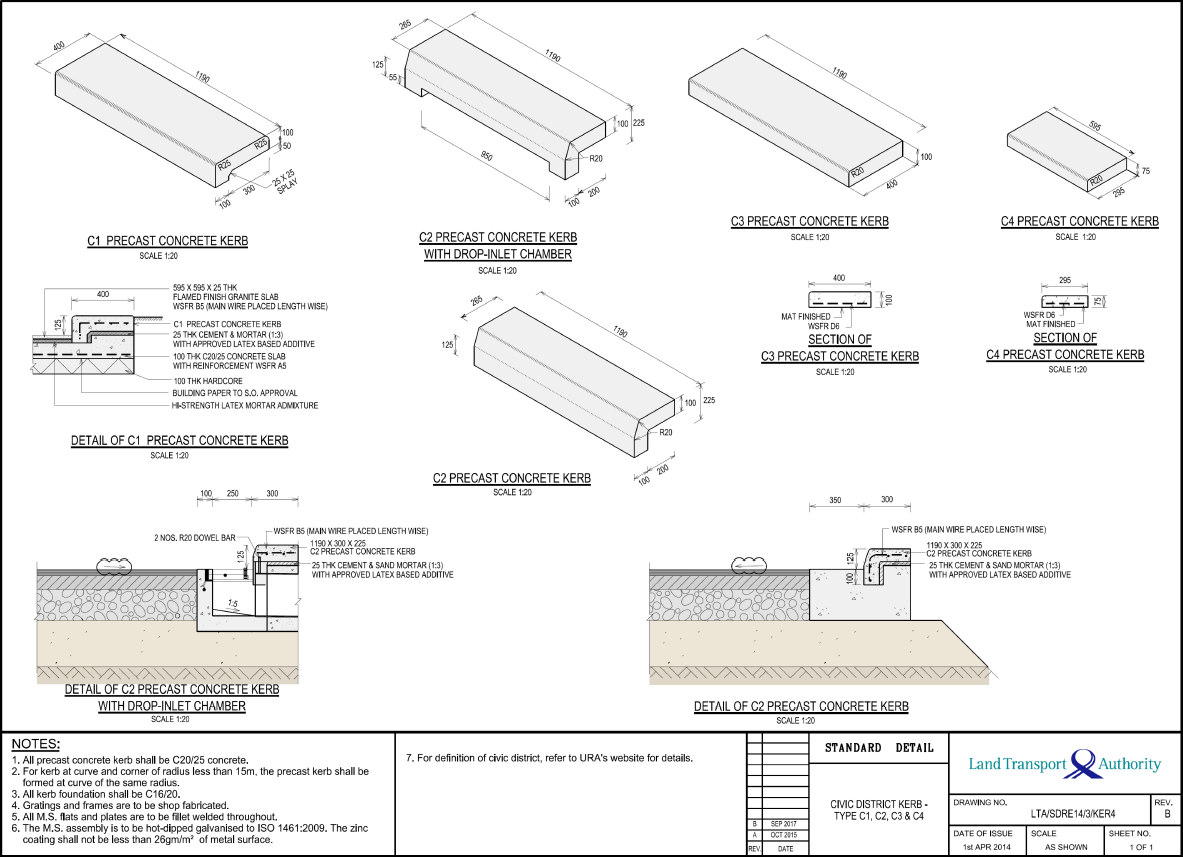 400
1190
R25
R25
100
50
25 X 25
SPLAY
300
100
C1 PRECAST CONCRETE KERB
SCALE 1:20
265
1190
125
55
100
225
850
R20
200
100
C2 PRECAST CONCRETE KERB
WITH DROP-INLET CHAMBER
SCALE 1:20
1190
R20
100
400
C3 PRECAST CONCRETE KERB
SCALE 1:20
595
R20
75
295
C4 PRECAST CONCRETE KERB
SCALE 1:20
400
125
595 X 595 X 25 THK
FLAMED FINISH GRANITE SLAB
WSFR B5 (MAIN WIRE PLACED LENGTH WISE)
C1 PRECAST CONCRETE KERB
25 THK CEMENT & MORTAR (1:3)
WITH APPROVED LATEX BASED ADDITIVE
100 THK C20/25 CONCRETE SLAB
WITH REINFORCEMENT WSFR A5
100 THK HARDCORE
BUILDING PAPER TO S.O. APPROVAL
HI-STRENGTH LATEX MORTAR ADMIXTURE
DETAIL OF C1 PRECAST CONCRETE KERB
SCALE 1:20
265
1190
125
100
225
R20
200
100
C2 PRECAST CONCRETE KERB
SCALE 1:20
400
100
MAT FINISHED
WSFR D6
SECTION OF
C3 PRECAST CONCRETE KERB
SCALE 1:20
295
75
WSFR D6
MAT FINISHED
SECTION OF
C4 PRECAST CONCRETE KERB
SCALE 1:20
100
250
300
2 NOS. R20 DOWEL BAR
125
WSFR B5 (MAIN WIRE PLACED LENGTH WISE)
1190 X 300 X 225
C2 PRECAST CONCRETE KERB
25 THK CEMENT & SAND MORTAR (1:3)
WITH APPROVED LATEX BASED ADDITIVE
1:5
DETAIL OF C2 PRECAST CONCRETE KERB
WITH DROP-INLET CHAMBER
SCALE 1:20
350
300
125
100
WSFR B5 (MAIN WIRE PLACED LENGTH WISE)
1190 X 300 X 225
C2 PRECAST CONCRETE KERB
25 THK CEMENT & SAND MORTAR (1:3)
WITH APPROVED LATEX BASED ADDITIVE
DETAIL OF C2 PRECAST CONCRETE KERB
SCALE 1:20
NOTES:
1. All precast concrete kerb shall be C20/25 concrete.
2. For kerb at curve and corner of radius less than 15m, the precast kerb shall be
formed at curve of the same radius.
3. All kerb foundation shall be C16/20.
4. Gratings and frames are to be shop fabricated.
5. All M.S. flats and plates are to be fillet welded throughout.
6. The M.S. assembly is to be hot-dipped galvanised to ISO 1461:2009. The zinc
coating shall not be less than 26gm/m² of metal surface.
7. For definition of civic district, refer to URA's website for details.
B SEP 2017
A OCT 2015
REV. DATE
STANDARD DETAIL
CIVIC DISTRICT KERB -
TYPE C1, C2, C3 & C4
Land Transport Authority
DRAWING NO.
LTA/SDRE14/3/KER4
REV.
B
DATE OF ISSUE
1st APR 2014
SCALE
AS SHOWN
SHEET NO.
1 OF 1